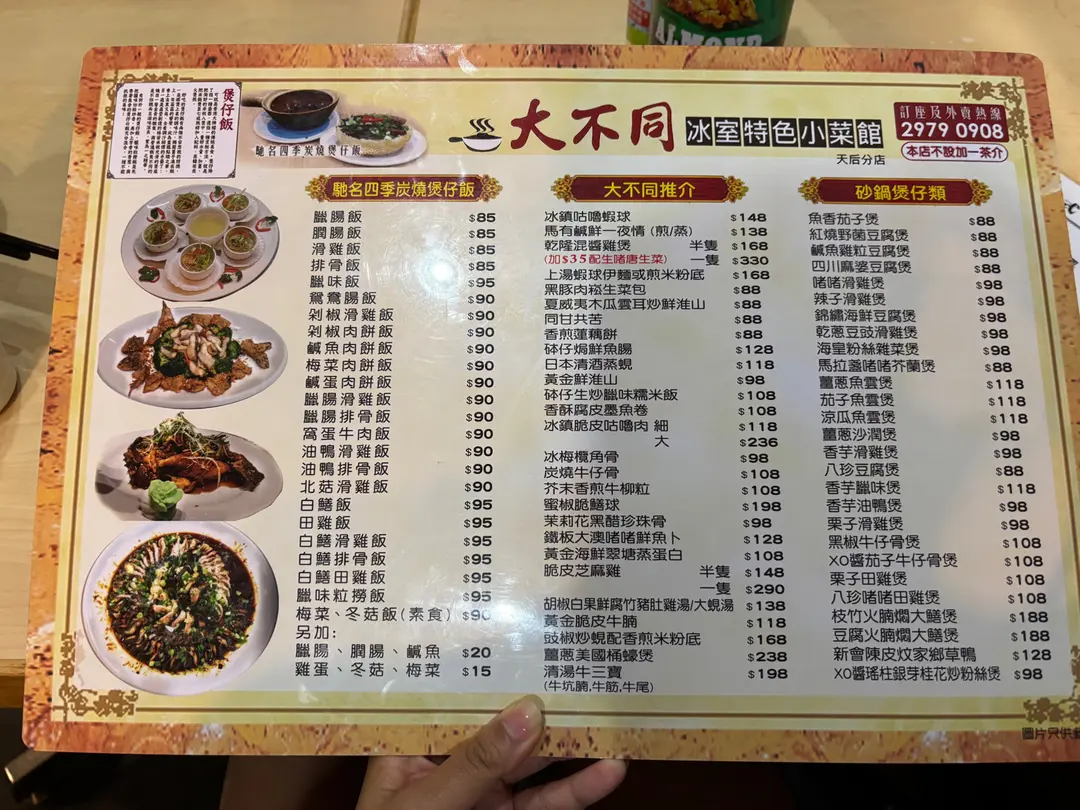 ALMOND
煲仔飯
馳名四季炭燒煲仔飯
大不同
冰室特色小菜館
天后分店
訂座及外賣熱線
2979 0908
本店不設加一茶介
馳名四季炭燒煲仔飯
臘腸飯 $85
膶腸飯 $85
滑雞飯 $85
排骨飯 $85
臘味飯 $85
鴛鴦腸飯 $90
剁椒滑雞飯 $90
剁椒肉餅飯 $90
鹹魚肉餅飯 $90
梅菜肉餅飯 $90
鹹蛋肉餅飯 $90
臘腸滑雞飯 $90
臘腸排骨飯 $90
窩蛋牛肉飯 $90
油鴨滑雞飯 $90
油鴨排骨飯 $90
北菇滑雞飯 $90
白鱔飯 $95
田雞飯 $95
白鱔滑雞飯 $95
白鱔排骨飯 $95
白鱔田雞飯 $95
臘味粒撈飯 $95
梅菜、冬菇飯(素食) $90
另加:
臘腸、膶腸、鹹魚 $20
雞蛋、冬菇、梅菜 $15
大不同推介
冰鎮咕嚕蝦球 $148
馬有鹹鮮一夜情 (煎/蒸) $138
乾隆混醬雞煲 半隻 $168
(加$35配生啫唐生菜) 一隻 $330
上湯蝦球伊麵或煎米粉底 $168
黑豚肉崧生菜包 $88
夏威夷木瓜雲耳炒鮮淮山 $88
同甘共苦 $88
香煎蓮藕餅 $88
砵仔焗鮮魚腸 $128
日本清酒蒸蜆 $118
黃金鮮淮山 $98
砵仔生炒臘味糯米飯 $108
香酥腐皮墨魚卷 $108
冰鎮脆皮咕嚕肉 細 $118
大 $236
冰梅欖角骨 $98
炭燒牛仔骨 $108
芥末香煎牛柳粒 $108
蜜椒脆鱔球 $198
茉莉花黑醋珍珠骨 $98
鐵板大澳啫啫鮮魚卜 $128
黃金海鮮翠塘蒸蛋白 $108
脆皮芝麻雞 半隻 $148
一隻 $290
胡椒白果鮮腐竹豬肚雞湯/大蜆湯 $138
黃金脆皮牛腩 $118
豉椒炒蜆配香煎米粉底 $168
薑蔥美國桶蠔煲 $238
清湯牛三寶 $198
(牛坑腩,牛筋,牛尾)
砂鍋煲仔類
魚香茄子煲 $88
紅燒野菌豆腐煲 $88
鹹魚雞粒豆腐煲 $88
四川麻婆豆腐煲 $88
啫啫滑雞煲 $98
辣子滑雞煲 $98
錦繡海鮮豆腐煲 $98
乾蔥豆豉滑雞煲 $98
海皇粉絲雜菜煲 $98
馬拉盞啫啫芥蘭煲 $88
薑蔥魚雲煲 $118
茄子魚雲煲 $118
涼瓜魚雲煲 $118
薑蔥沙潤煲 $98
香芋滑雞煲 $98
八珍豆腐煲 $88
香芋臘味煲 $118
香芋油鴨煲 $98
栗子滑雞煲 $98
黑椒牛仔骨煲 $108
XO醬茄子牛仔骨煲 $108
栗子田雞煲 $108
八珍啫啫田雞煲 $108
枝竹火腩燜大鱔煲 $188
豆腐火腩燜大鱔煲 $188
新會陳皮炆家鄉草鴨 $128
XO醬瑤柱銀芽桂花炒粉絲煲 $98
圖片只供